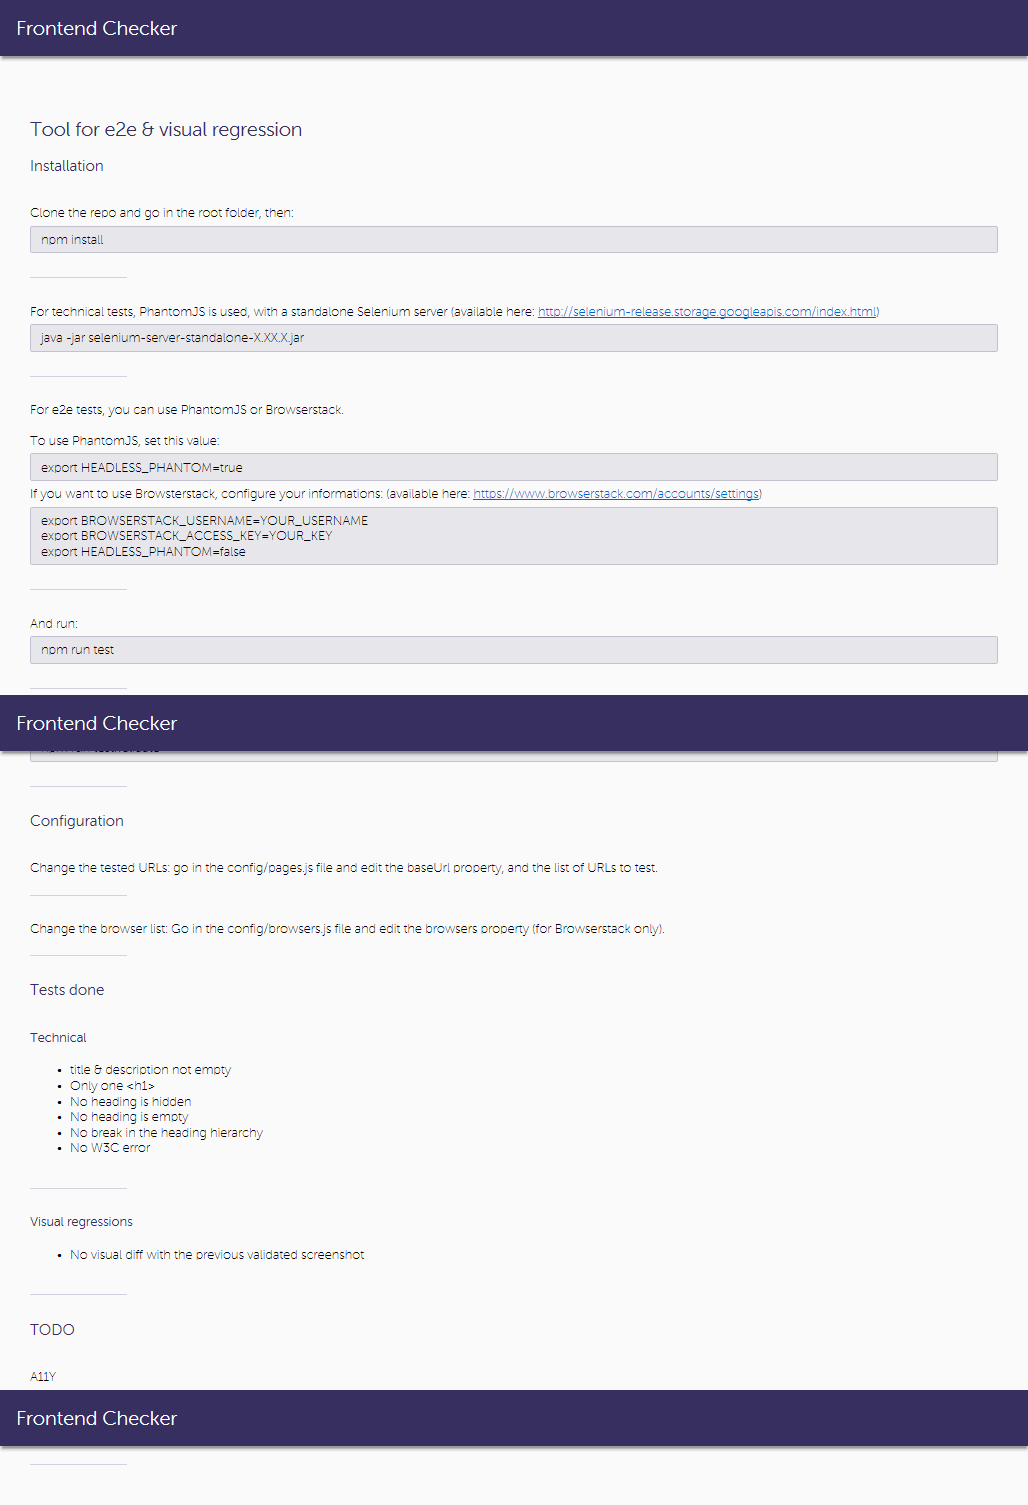 Frontend Checker
Tool for e2e & visual regression
Installation
Clone the repo and go in the root folder, then:
npm install
For technical tests, PhantomJS is used, with a standalone Selenium server (available here: http://selenium-release.storage.googleapis.com/index.html)
java -jar selenium-server-standalone-X.XX.X.jar
For e2e tests, you can use PhantomJS or Browserstack.
To use PhantomJS, set this value:
export HEADLESS_PHANTOM=true
If you want to use Browsterstack, configure your informations: (available here: https://www.browserstack.com/accounts/settings)
export BROWSERSTACK_USERNAME=YOUR_USERNAME
export BROWSERSTACK_ACCESS_KEY=YOUR_KEY
export HEADLESS_PHANTOM=false
And run:
npm run test
Frontend Checker
Configuration
Change the tested URLs: go in the config/pages.js file and edit the baseUrl property, and the list of URLs to test.
Change the browser list: Go in the config/browsers.js file and edit the browsers property (for Browserstack only).
Tests done
Technical
• title & description not empty
• Only one <h1>
• No heading is hidden
• No heading is empty
• No break in the heading hierarchy
• No W3C error
Visual regressions
• No visual diff with the previous validated screenshot
TODO
A11Y
Frontend Checker